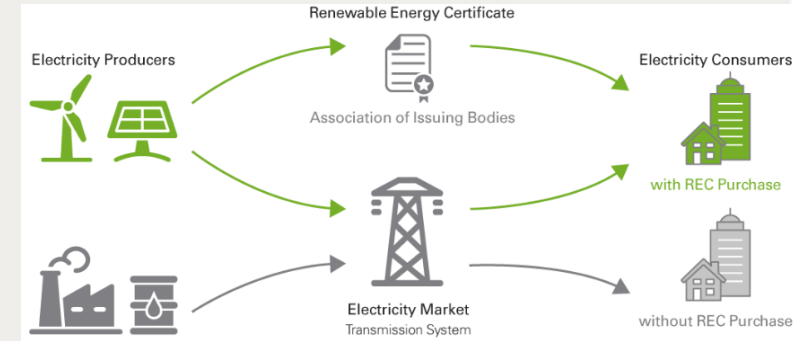 Renewable Energy Certificate
Electricity Producers
Electricity Consumers
Association of Issuing Bodies
with REC Purchase
Electricity Market
Transmission System
without REC Purchase